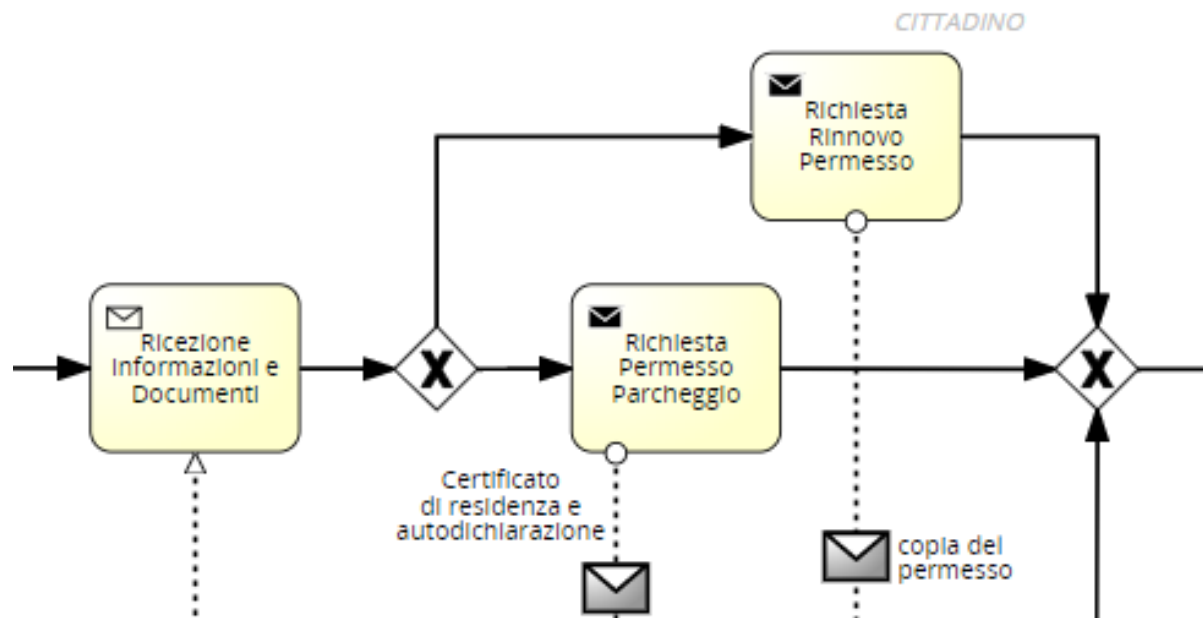 CITTADINO
Richiesta
Rinnovo
Permesso
Ricezione
Informazioni e
Documenti
X
Richiesta
Permesso
Parcheggio
X
Certificato
di residenza e
autodichiarazione
copia del
permesso